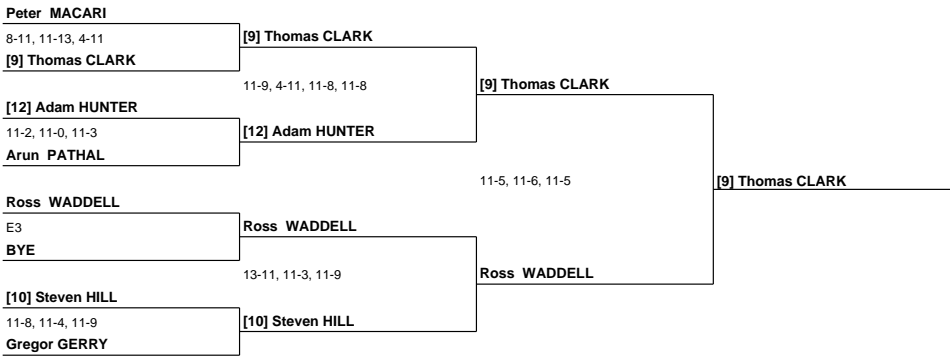 Peter MACARI
8-11, 11-13, 4-11
[9] Thomas CLARK
[9] Thomas CLARK
11-9, 4-11, 11-8, 11-8
[9] Thomas CLARK
[12] Adam HUNTER
11-2, 11-0, 11-3
[12] Adam HUNTER
Arun PATHAL
11-5, 11-6, 11-5
[9] Thomas CLARK
Ross WADDELL
E3
Ross WADDELL
BYE
13-11, 11-3, 11-9
Ross WADDELL
[10] Steven HILL
11-8, 11-4, 11-9
[10] Steven HILL
Gregor GERRY